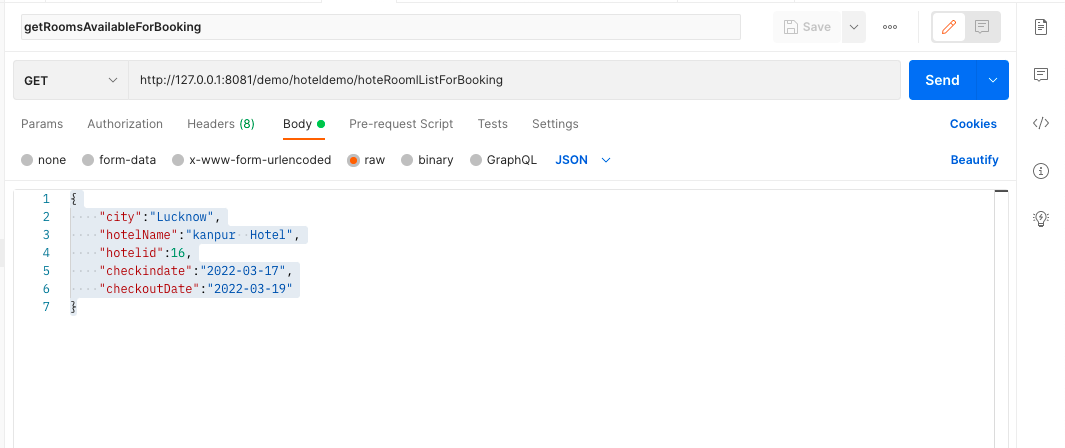 getRoomsAvailableForBooking
Save
GET http://127.0.0.1:8081/demo/hoteldemo/hoteRoomlListForBooking Send
Params Authorization Headers (8) Body Pre-request Script Tests Settings Cookies
none form-data x-www-form-urlencoded raw binary GraphQL JSON Beautify
1 {
2 "city":"Lucknow",
3 "hotelName":"kanpur  Hotel",
4 "hotelid":16,
5 "checkindate":"2022-03-17",
6 "checkoutDate":"2022-03-19"
7 }